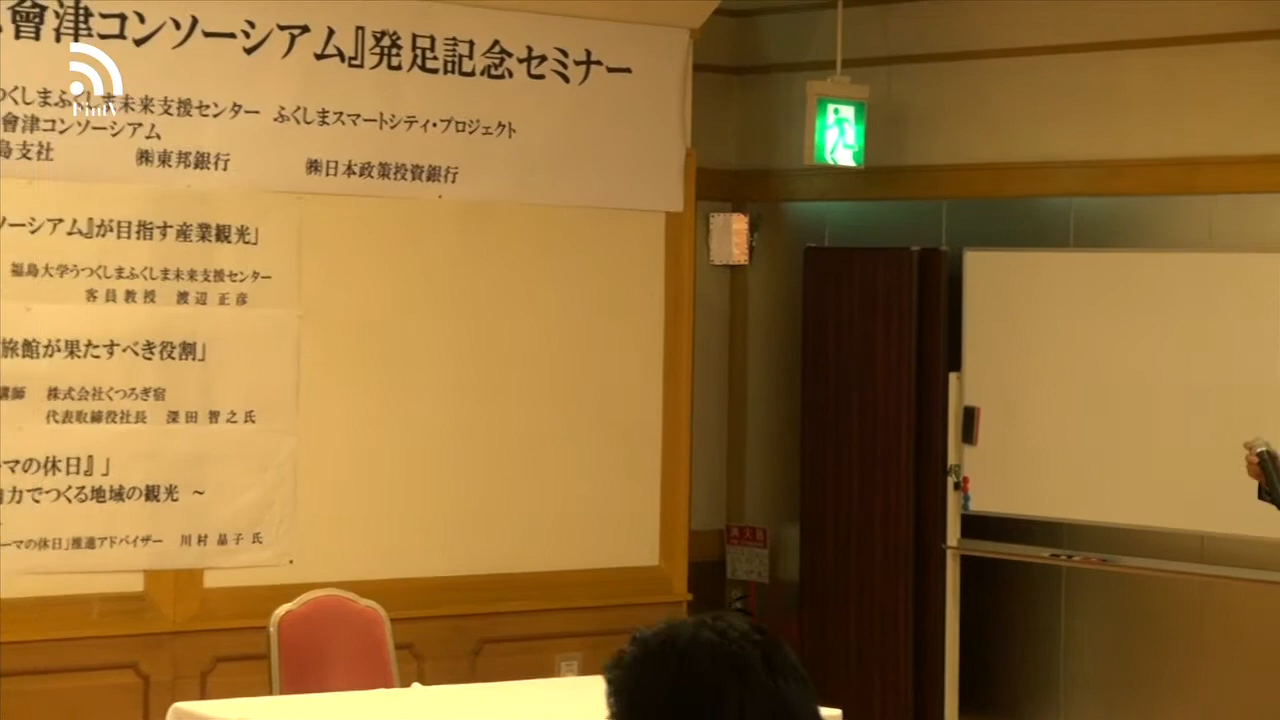 會津コンソーシアム』発足記念セミナー
つくしまふくしま未来支援センター ふくしまスマートシティ・プロジェクト
會津コンソーシアム
島支社 ㈱東邦銀行 ㈱日本政策投資銀行
ソーシアム』が目指す産業観光」
福島大学うつくしまふくしま未来支援センター
客員教授 渡辺 正彦
旅館が果たすべき役割」
講師 株式会社くつろぎ宿
代表取締役社長 深田 智之 氏
ーマの休日』」
力でつくる地域の観光 ~
ーマの休日」推進アドバイザー 川村 晶子 氏
消火器